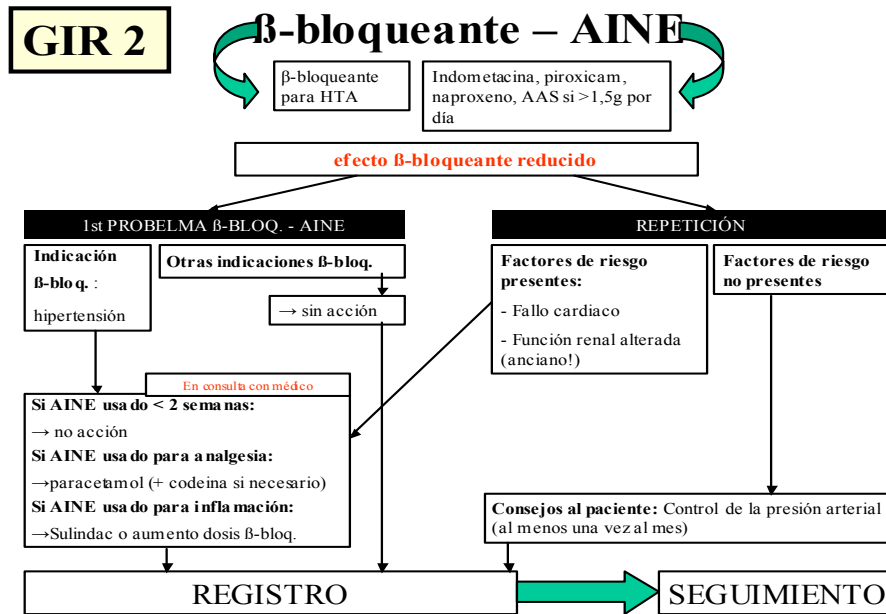 GIR 2
ß-bloqueante – AINE
β-bloqueante
para HTA
Indometacina, piroxicam,
naproxeno, AAS si >1,5g por
día
efecto ß-bloqueante reducido
1st PROBELMA ß-BLOQ. - AINE
REPETICIÓN
Indicación
ß-bloq. :
hipertensión
Otras indicaciones ß-bloq.
→ sin acción
Factores de riesgo
presentes:
- Fallo cardiaco
- Función renal alterada
(anciano!)
Factores de riesgo
no presentes
En consulta con médico
Si AINE usado < 2 semanas:
→ no acción
Si AINE usado para analgesia:
→paracetamol (+ codeina si necesario)
Si AINE usado para inflamación:
→Sulindac o aumento dosis ß-bloq.
Consejos al paciente: Control de la presión arterial
(al menos una vez al mes)
REGISTRO
SEGUIMIENTO